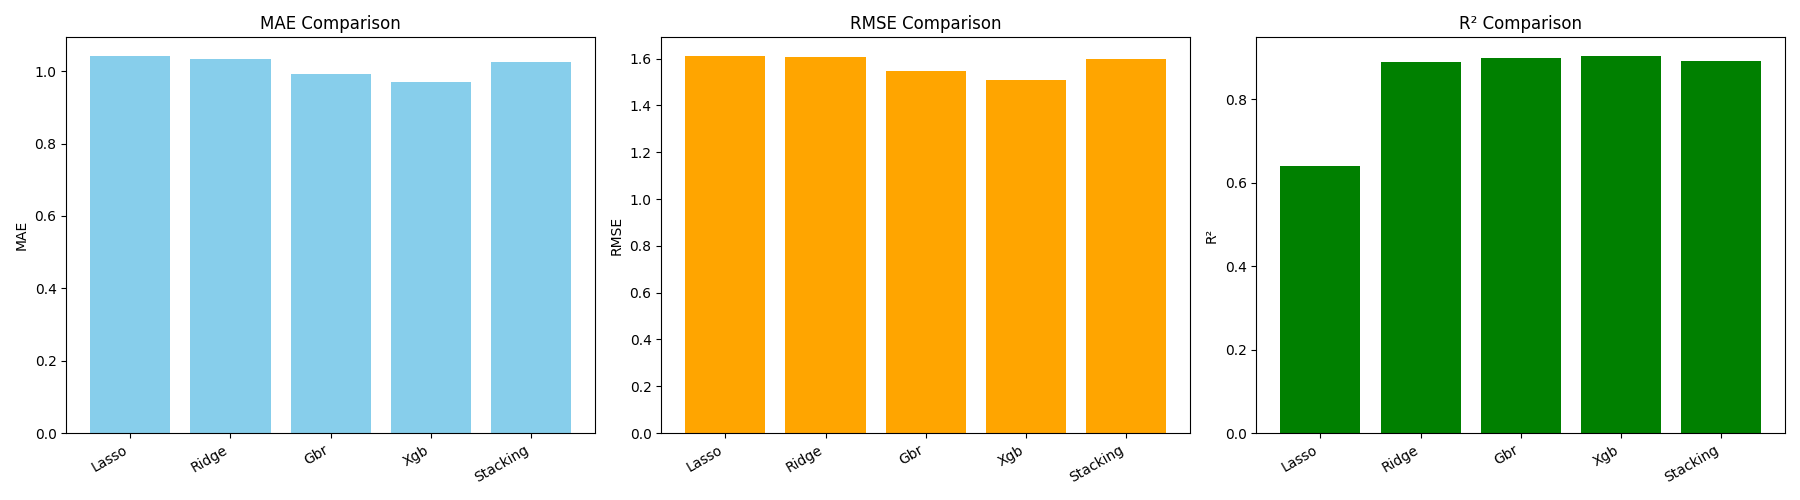 MAE Comparison
MAE
1.0
0.8
0.6
0.4
0.2
0.0
Lasso
Ridge
Gbr
Xgb
Stacking
RMSE Comparison
RMSE
1.6
1.4
1.2
1.0
0.8
0.6
0.4
0.2
0.0
Lasso
Ridge
Gbr
Xgb
Stacking
R² Comparison
R²
0.8
0.6
0.4
0.2
0.0
Lasso
Ridge
Gbr
Xgb
Stacking